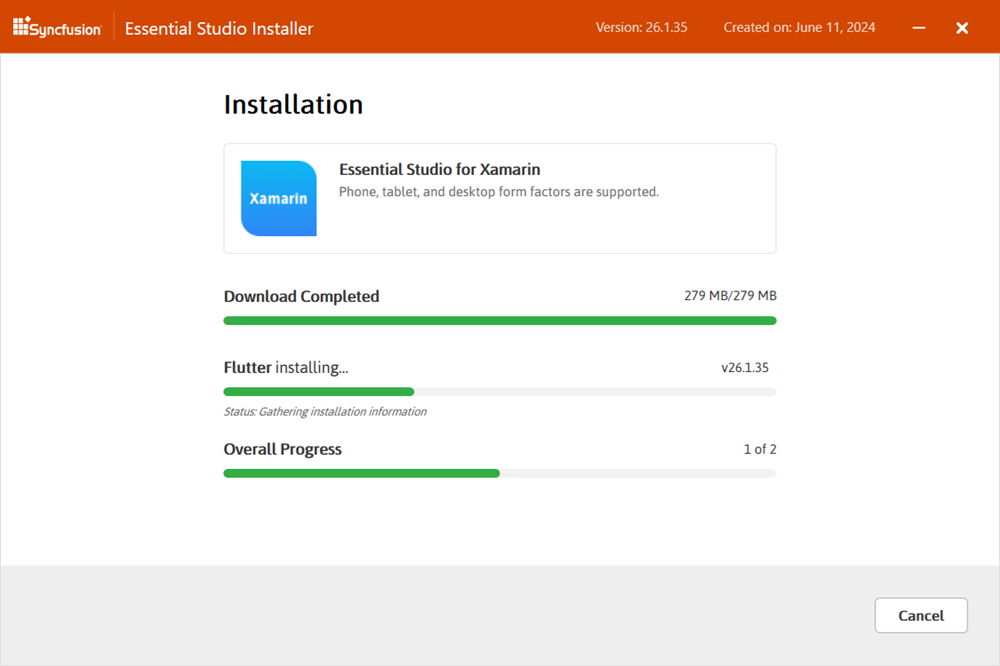 Syncfusion Essential Studio Installer Version: 26.1.35 Created on: June 11, 2024
Installation
Xamarin
Essential Studio for Xamarin
Phone, tablet, and desktop form factors are supported.
Download Completed 279 MB/279 MB
Flutter installing... v26.1.35
Status: Gathering installation information
Overall Progress 1 of 2
Cancel